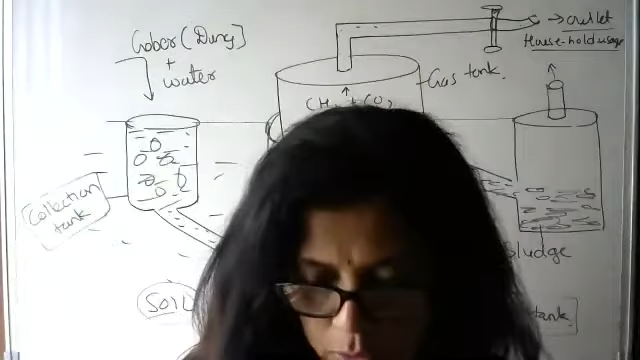 Gober (Dung)
+
water
→ outlet
House-hold usage
Gas tank
CH₄ + CO₂
Collection
tank
SOIL
Sludge
tank